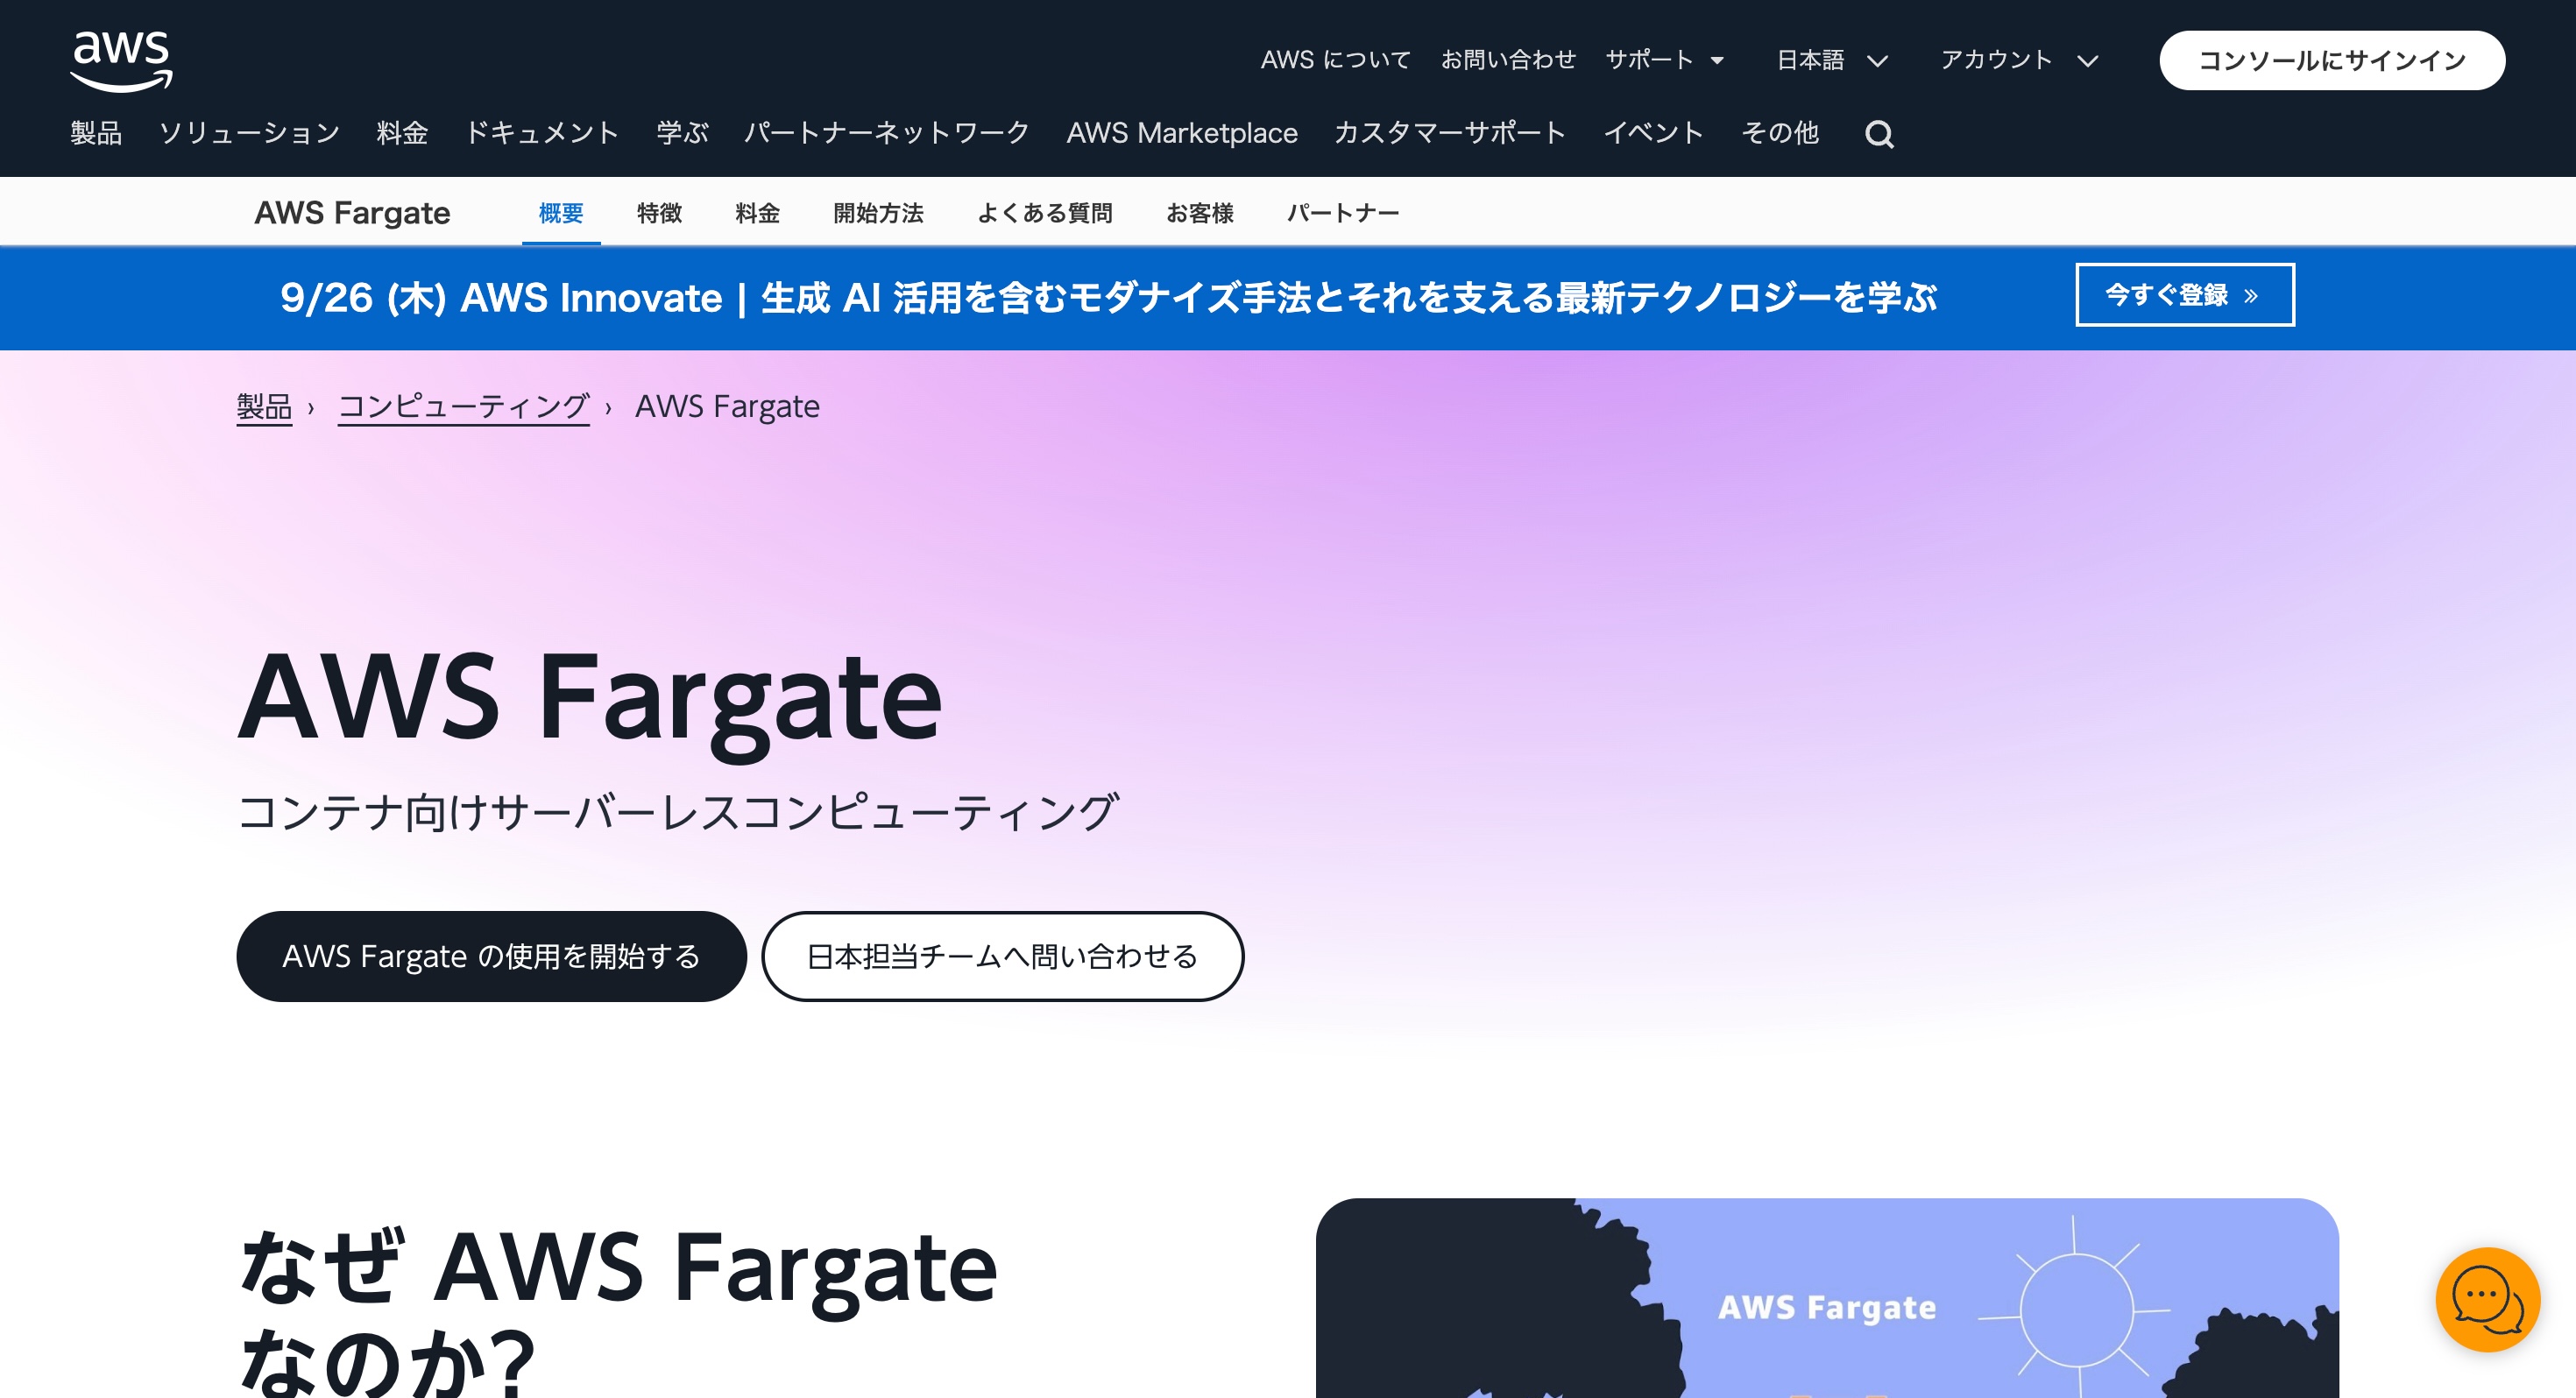 aws
AWS について
お問い合わせ
サポート
日本語
アカウント
コンソールにサインイン
製品
ソリューション
料金
ドキュメント
学ぶ
パートナーネットワーク
AWS Marketplace
カスタマーサポート
イベント
その他
AWS Fargate
概要
特徴
料金
開始方法
よくある質問
お客様
パートナー
9/26 (木) AWS Innovate | 生成 AI 活用を含むモダナイズ手法とそれを支える最新テクノロジーを学ぶ
今すぐ登録 »
製品 › コンピューティング › AWS Fargate
AWS Fargate
コンテナ向けサーバーレスコンピューティング
AWS Fargate の使用を開始する
日本担当チームへ問い合わせる
なぜ AWS Fargate
なのか?
AWS Fargate